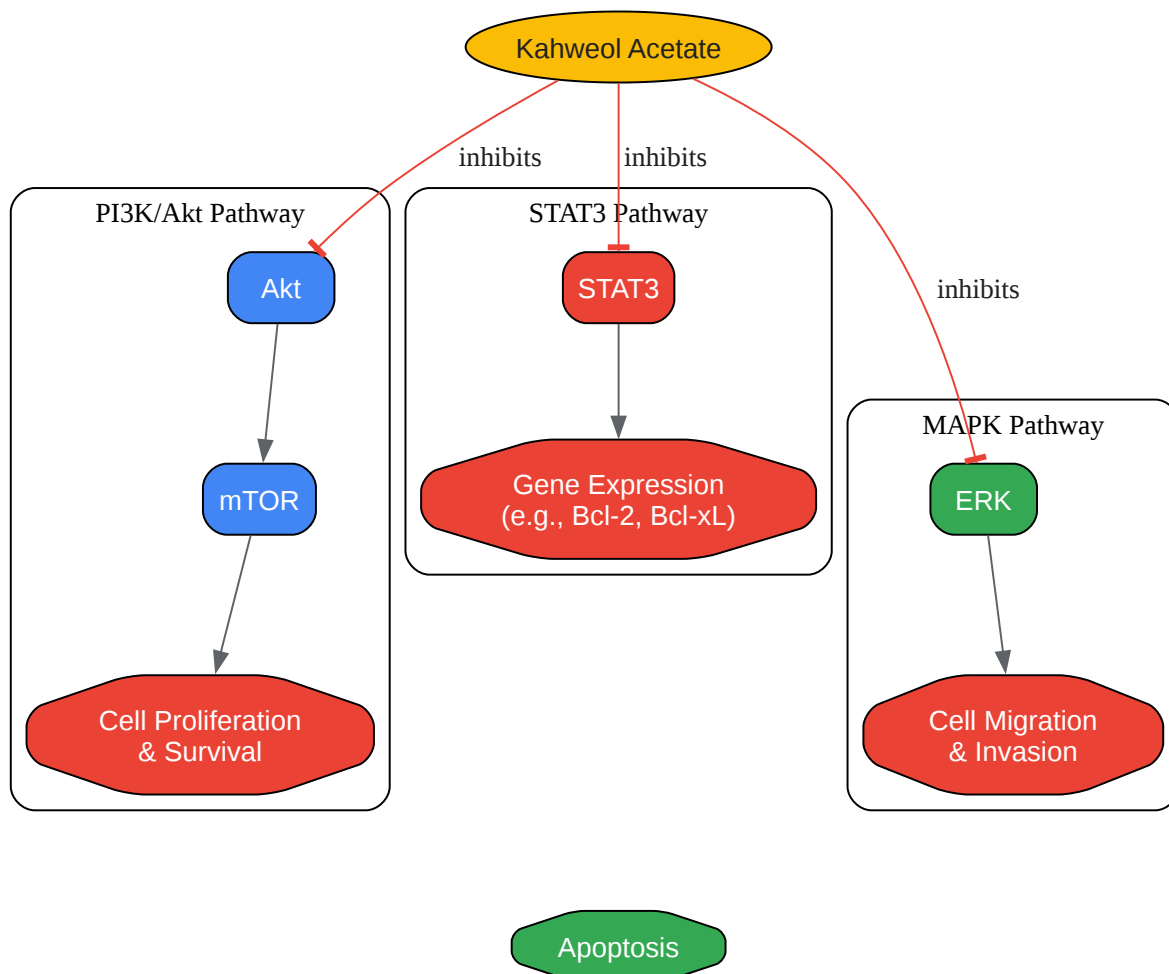 Kahweol Acetate
inhibits
inhibits
inhibits
PI3K/Akt Pathway
Akt
mTOR
Cell Proliferation
& Survival
STAT3 Pathway
STAT3
Gene Expression
(e.g., Bcl-2, Bcl-xL)
MAPK Pathway
ERK
Cell Migration
& Invasion
Apoptosis